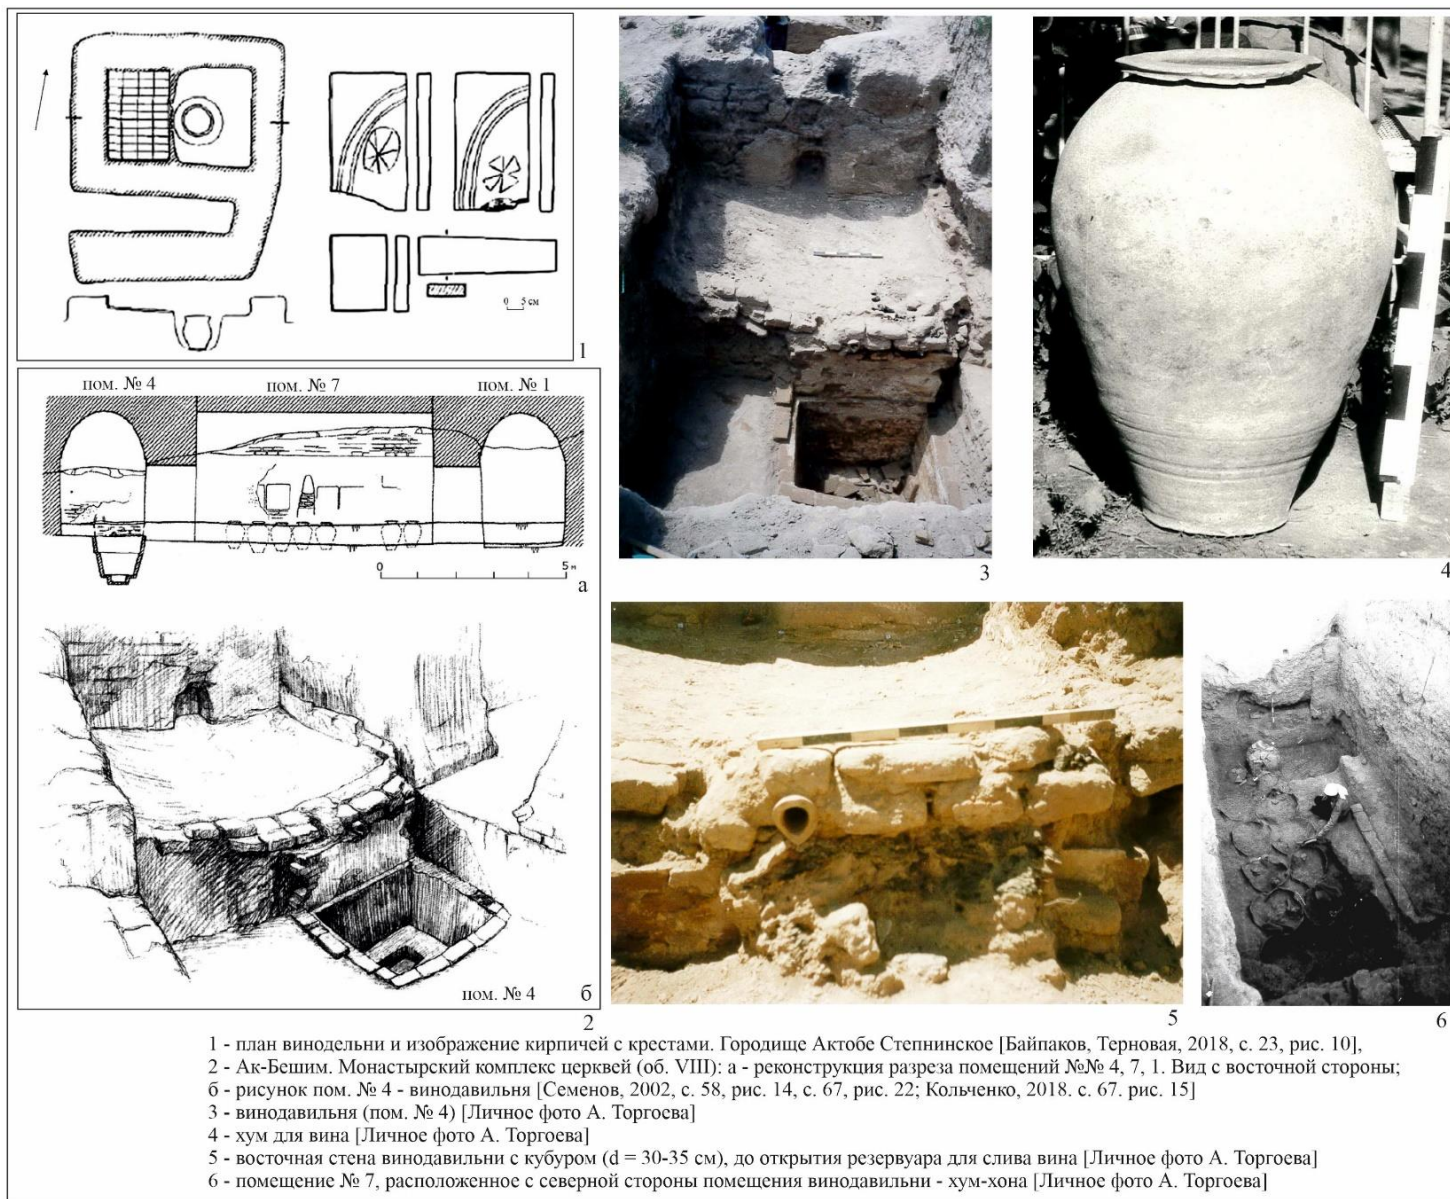 0 5 см
1
пом. № 4
пом. № 7
пом. № 1
0 5 м
а
пом. № 4
б
2
3
4
5
6
1 - план винодельни и изображение кирпичей с крестами. Городище Актобе Степнинское [Байпаков, Терновая, 2018, с. 23, рис. 10],
2 - Ак-Бешим. Монастырский комплекс церквей (об. VIII): а - реконструкция разреза помещений №№ 4, 7, 1. Вид с восточной стороны;
б - рисунок пом. № 4 - винодавильня [Семенов, 2002, с. 58, рис. 14, с. 67, рис. 22; Кольченко, 2018. с. 67. рис. 15]
3 - винодавильня (пом. № 4) [Личное фото А. Торгоева]
4 - хум для вина [Личное фото А. Торгоева]
5 - восточная стена винодавильни с кубуром (d = 30-35 см), до открытия резервуара для слива вина [Личное фото А. Торгоева]
6 - помещение № 7, расположенное с северной стороны помещения винодавильни - хум-хона [Личное фото А. Торгоева]